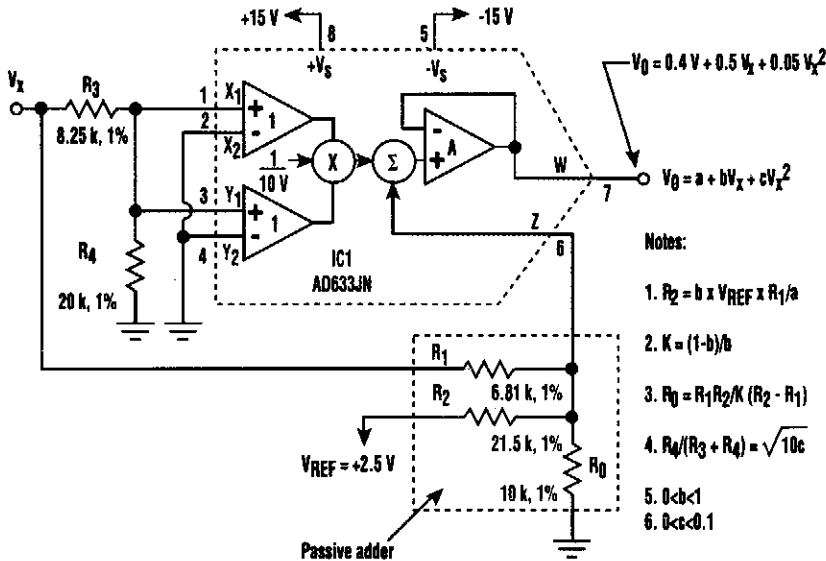 +15 V
8
5
-15 V
+V_S
-V_S
V_0 = 0.4 V + 0.5 V_x + 0.05 V_x^2
V_x
R_3
8.25 k, 1%
1
X_1
+
1
2
-
X_2
1
10 V
X
Σ
-
+
A
W
7
V_0 = a + bV_x + cV_x^2
3
Y_1
+
1
4
-
Y_2
Z
6
R_4
20 k, 1%
IC1
AD633JN
Notes:
1. R_2 = b x V_REF x R_1/a
2. K = (1-b)/b
3. R_0 = R_1R_2/K (R_2 - R_1)
4. R_4/(R_3 + R_4) = √10c
5. 0<b<1
6. 0<c<0.1
R_1
6.81 k, 1%
R_2
21.5 k, 1%
V_REF = +2.5 V
R_0
10 k, 1%
Passive adder